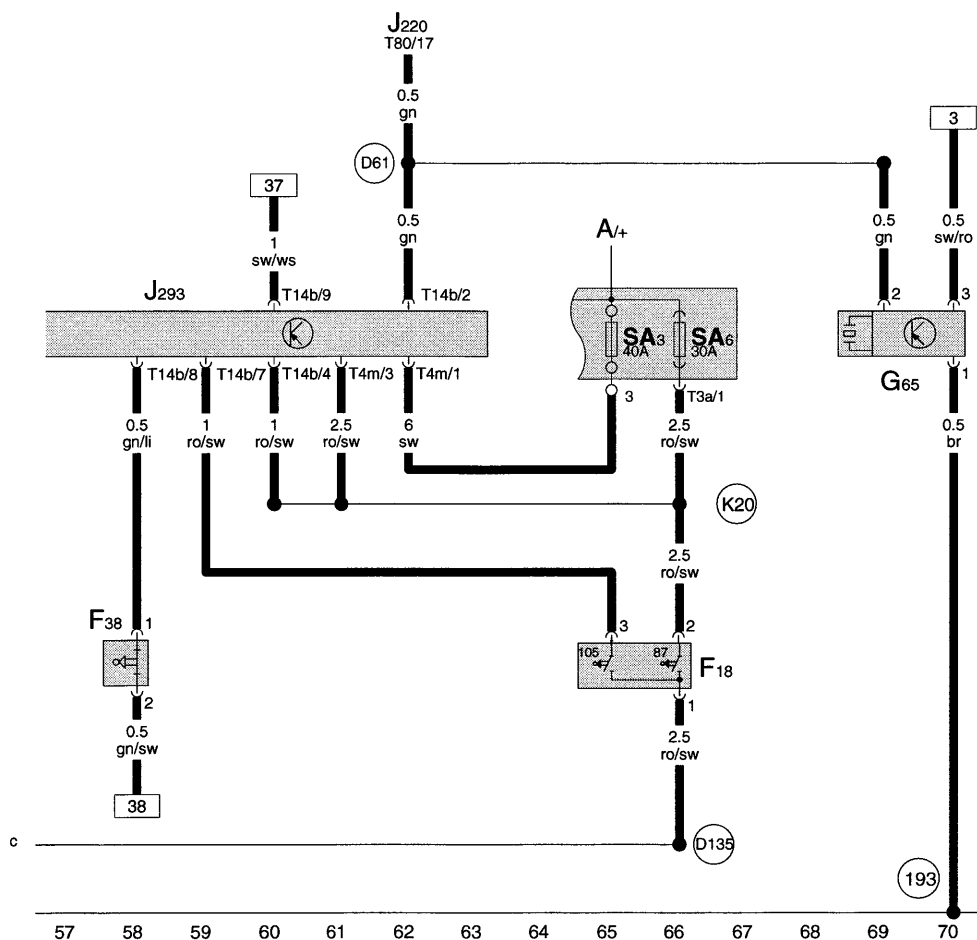 J220
T80/17
0.5
gn
3
D61
37
0.5
gn
0.5
gn
0.5
sw/ro
1
sw/ws
A/+
J293
T14b/9
T14b/2
2
3
SA3
40A
SA6
30A
T14b/8
T14b/7
T14b/4
T4m/3
T4m/1
3
T3a/1
G65
1
0.5
gn/li
1
ro/sw
1
ro/sw
2.5
ro/sw
6
sw
2.5
ro/sw
0.5
br
K20
2.5
ro/sw
F38
1
3
2
105
87
F18
2
1
0.5
gn/sw
2.5
ro/sw
38
c
D135
193
57 58 59 60 61 62 63 64 65 66 67 68 69 70